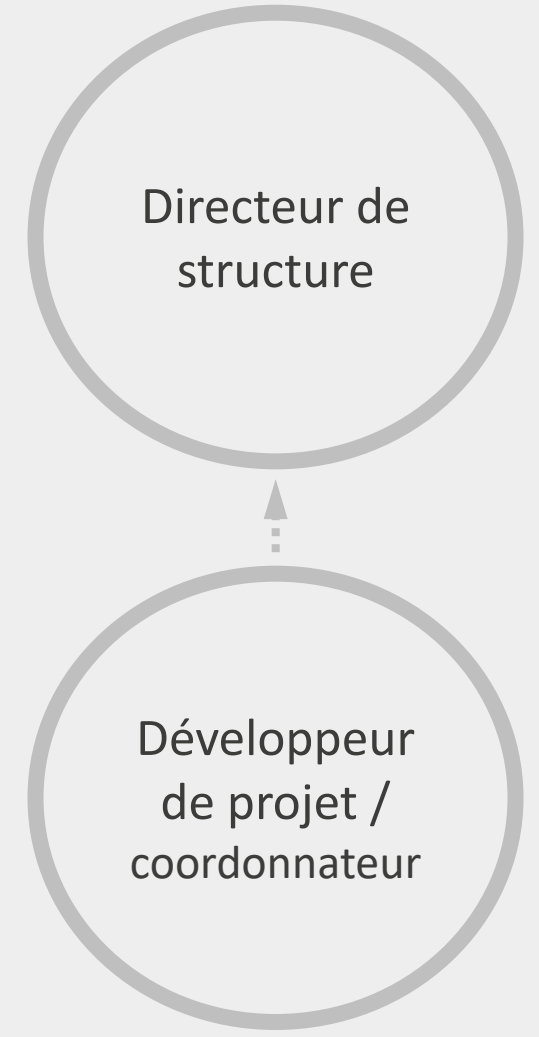 Directeur de
structure
Développeur
de projet /
coordonnateur